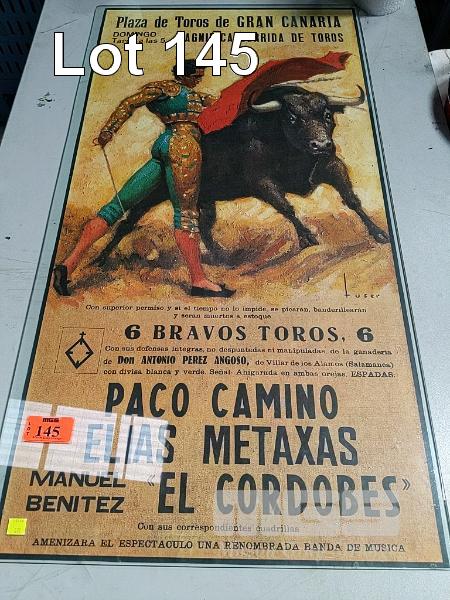 Plaza de Toros de GRAN CANARIA
DOMINGO
Lot 145
DE TOROS
Luser
Con superior permiso y si el tiempo no lo impide, se picarán, banderillearán
y serán muertos a estoque
6 BRAVOS TOROS, 6
Con sus defensas integras, no despuntadas ni manipuladas, de la ganadería
de Don ANTONIO PEREZ ANGOSO, de Villar de los Alamos (Salamanca)
con divisa blanca y verde. Señal: Ahigarada en ambas orejas. ESPADAS:
PACO CAMINO
LOT 145
ELIAS METAXAS
MANUEL
BENITEZ "EL CORDOBES"
Con sus correspondientes cuadrillas
AMENIZARA EL ESPECTACULO UNA RENOMBRADA BANDA DE MUSICA